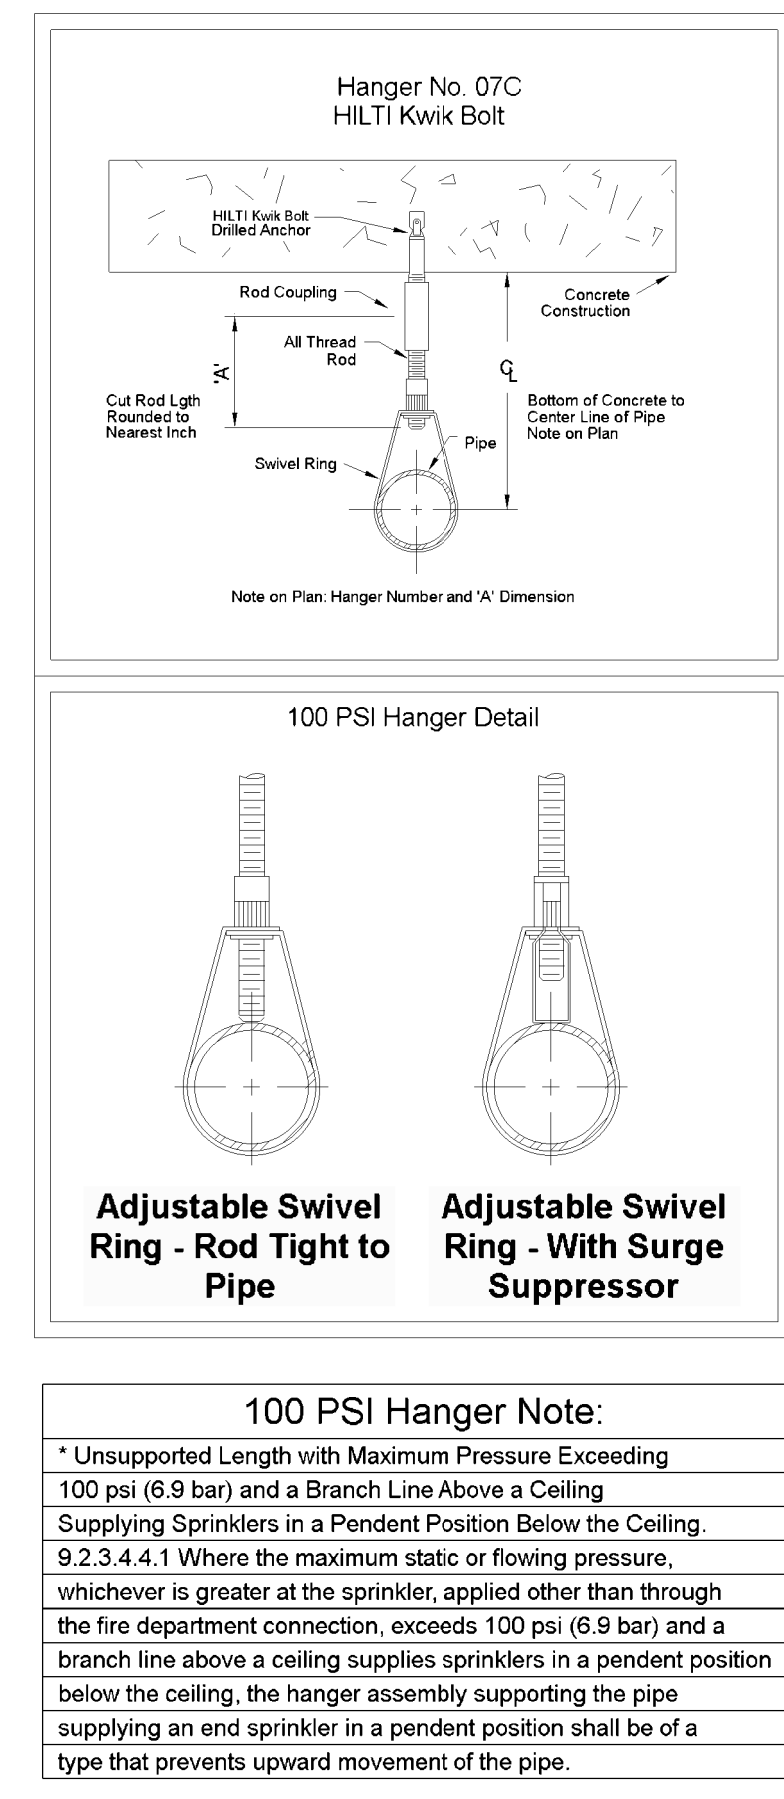 Hanger No. 07C
HILTI Kwik Bolt
HILTI Kwik Bolt
Drilled Anchor
Rod Coupling
Concrete
Construction
All Thread
Rod
'A'
CL
Cut Rod Lgth
Rounded to
Nearest Inch
Bottom of Concrete to
Center Line of Pipe
Note on Plan
Pipe
Swivel Ring
Note on Plan: Hanger Number and 'A' Dimension
100 PSI Hanger Detail
Adjustable Swivel
Ring - Rod Tight to
Pipe
Adjustable Swivel
Ring - With Surge
Suppressor
100 PSI Hanger Note:
* Unsupported Length with Maximum Pressure Exceeding
100 psi (6.9 bar) and a Branch Line Above a Ceiling
Supplying Sprinklers in a Pendent Position Below the Ceiling.
9.2.3.4.4.1 Where the maximum static or flowing pressure,
whichever is greater at the sprinkler, applied other than through
the fire department connection, exceeds 100 psi (6.9 bar) and a
branch line above a ceiling supplies sprinklers in a pendent position
below the ceiling, the hanger assembly supporting the pipe
supplying an end sprinkler in a pendent position shall be of a
type that prevents upward movement of the pipe.